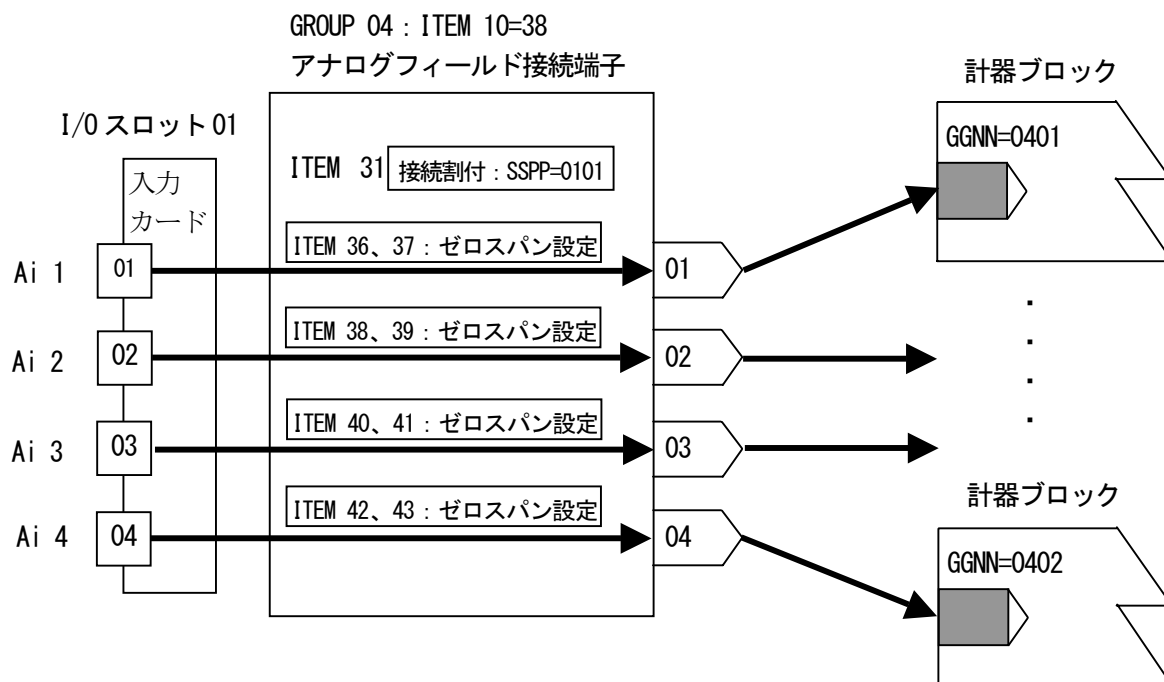 GROUP 04：ITEM 10=38
アナログフィールド接続端子
計器ブロック
I/O スロット 01
GGNN=0401
入力
カード
ITEM 31
接続割付：SSPP=0101
ITEM 36、37：ゼロスパン設定
Ai 1
01
01
ITEM 38、39：ゼロスパン設定
Ai 2
02
02
ITEM 40、41：ゼロスパン設定
Ai 3
03
03
計器ブロック
ITEM 42、43：ゼロスパン設定
Ai 4
04
04
GGNN=0402